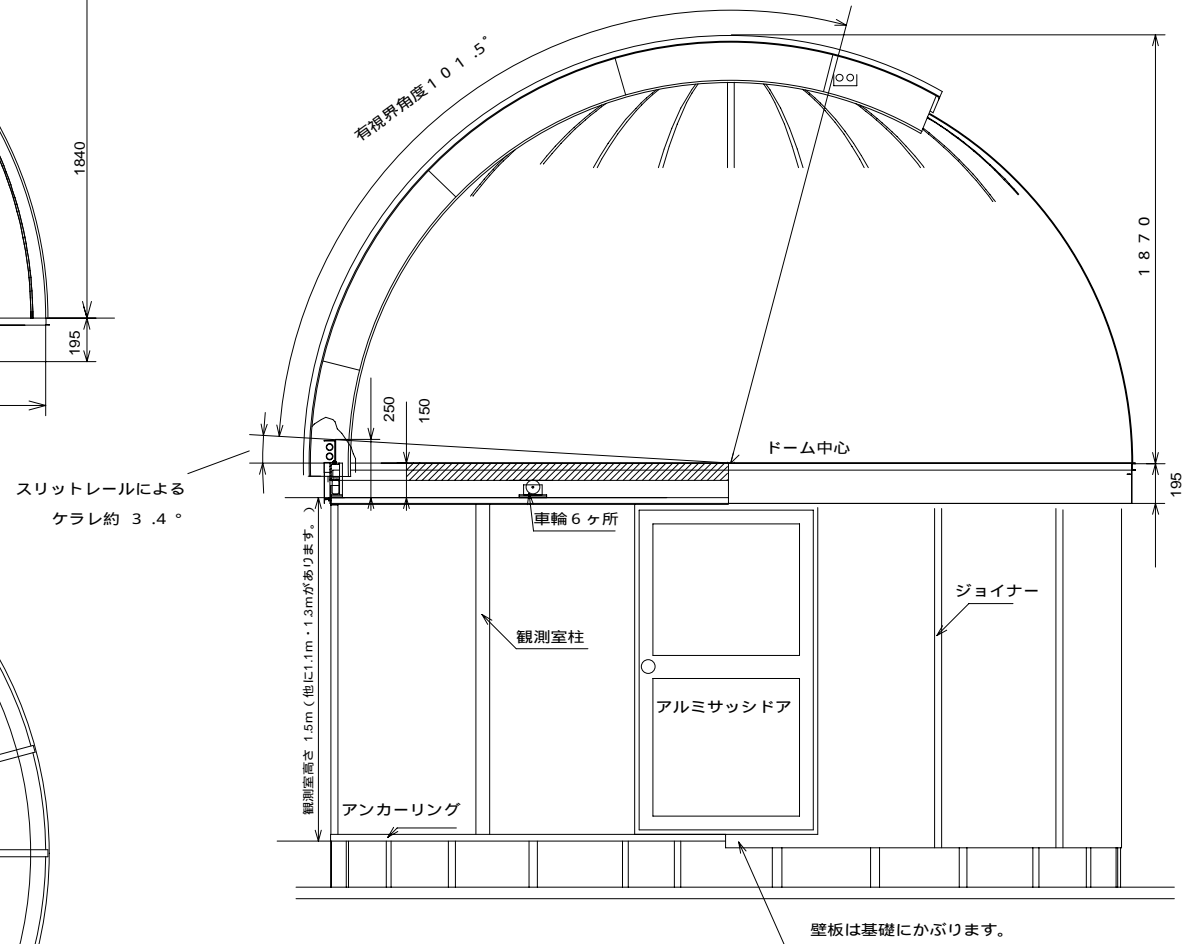 1840
195
有視界角度101.5°
1870
250
150
ドーム中心
195
スリットレールによる
ケラレ約 3.4°
車輪6ヶ所
観測室高さ 1.5m(他に1.1m・1.3mがあります。)
観測室柱
ジョイナー
アルミサッシドア
アンカーリング
壁板は基礎にかぶります。